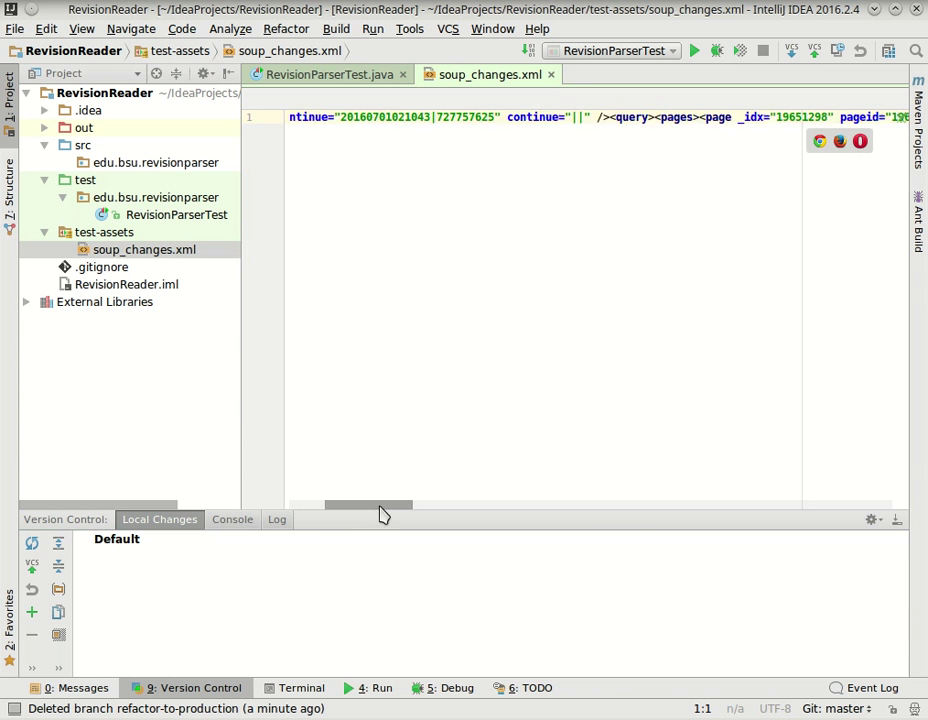 RevisionReader - [~/IdeaProjects/RevisionReader] - [RevisionReader] - ~/IdeaProjects/RevisionReader/test-assets/soup_changes.xml - IntelliJ IDEA 2016.2.4
File Edit View Navigate Code Analyze Refactor Build Run Tools VCS Window Help
RevisionReader test-assets soup_changes.xml RevisionParserTest
Project RevisionParserTest.java soup_changes.xml
1: Project
7: Structure
2: Favorites
Maven Projects
Ant Build
RevisionReader ~/IdeaProjects/
.idea
out
src
edu.bsu.revisionparser
test
edu.bsu.revisionparser
RevisionParserTest
test-assets
soup_changes.xml
.gitignore
RevisionReader.iml
External Libraries
1 ntinue="20160701021043|727757625" continue="||" /><query><pages><page _idx="19651298" pageid="196
Version Control: Local Changes Console Log
Default
0: Messages 9: Version Control Terminal 4: Run 5: Debug 6: TODO Event Log
Deleted branch refactor-to-production (a minute ago) 1:1 n/a UTF-8 Git: master